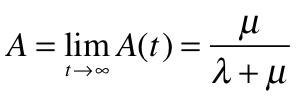 A = lim_{t→∞} A(t) = μ / (λ + μ)